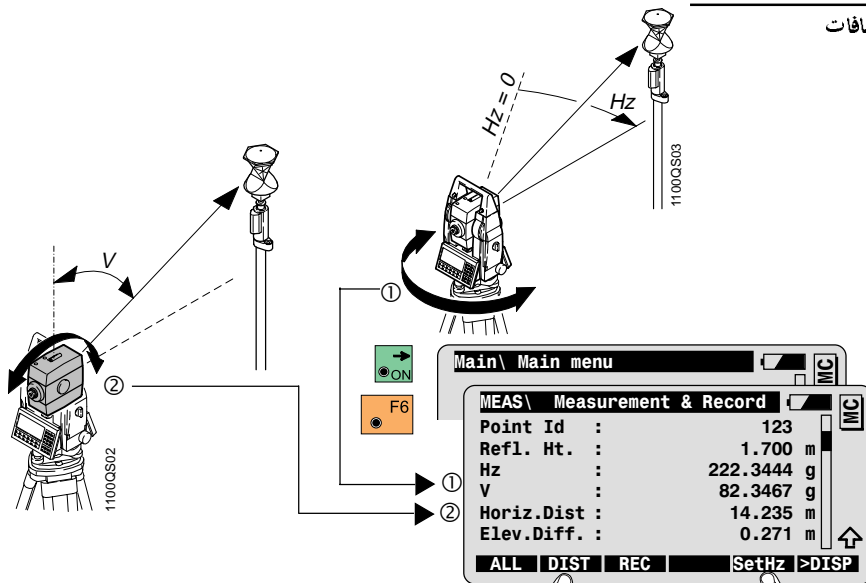 Hz = 0
Hz
1100QS03
V
1100QS02
①
②
ON
F6
Main\ Main menu
MC
MEAS\ Measurement & Record
MC
Point Id : 123
Refl. Ht. : 1.700 m
① Hz : 222.3444 g
② V : 82.3467 g
Horiz.Dist : 14.235 m
Elev.Diff. : 0.271 m
ALL DIST REC SetHz >DISP